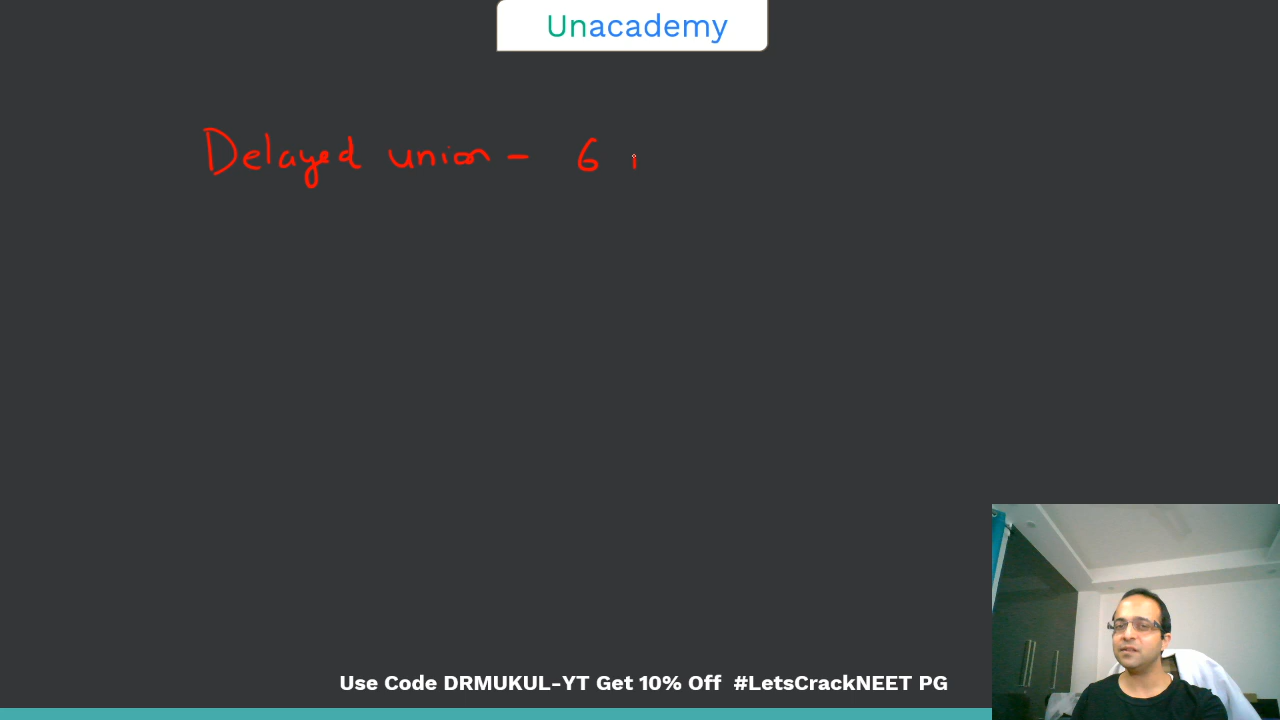 Unacademy
Delayed union - 6
Use Code DRMUKUL-YT Get 10% Off #LetsCrackNEET PG